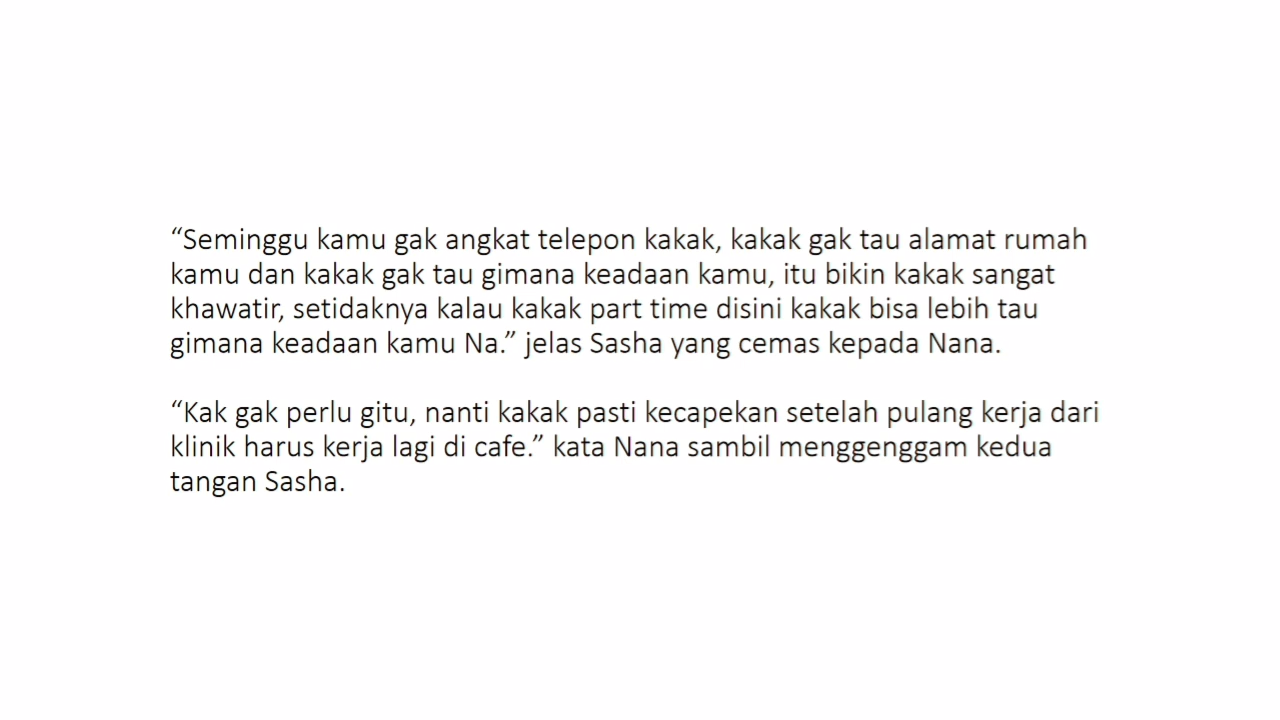 “Seminggu kamu gak angkat telepon kakak, kakak gak tau alamat rumah
kamu dan kakak gak tau gimana keadaan kamu, itu bikin kakak sangat
khawatir, setidaknya kalau kakak part time disini kakak bisa lebih tau
gimana keadaan kamu Na.” jelas Sasha yang cemas kepada Nana.
“Kak gak perlu gitu, nanti kakak pasti kecapekan setelah pulang kerja dari
klinik harus kerja lagi di cafe.” kata Nana sambil menggenggam kedua
tangan Sasha.